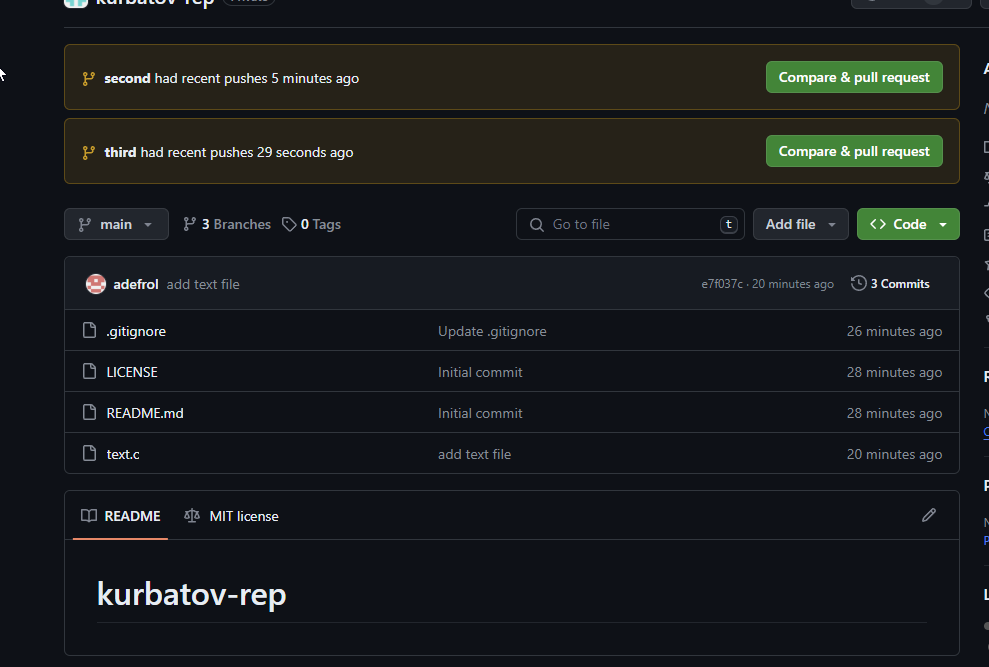 kurbatov-rep
second had recent pushes 5 minutes ago
Compare & pull request
third had recent pushes 29 seconds ago
Compare & pull request
main 3 Branches 0 Tags Go to file t Add file Code
adefrol add text file e7f037c · 20 minutes ago 3 Commits
.gitignore Update .gitignore 26 minutes ago
LICENSE Initial commit 28 minutes ago
README.md Initial commit 28 minutes ago
text.c add text file 20 minutes ago
README MIT license
kurbatov-rep